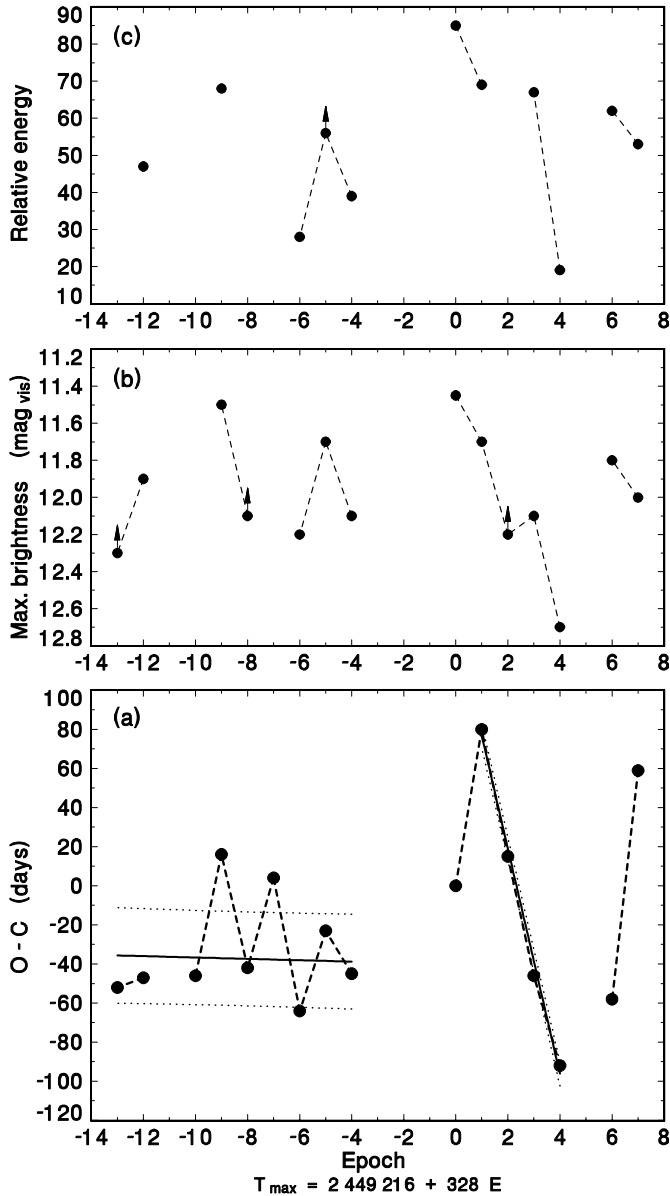 90
80
70
60
50
40
30
20
10
Relative energy
(c)
-14 -12 -10 -8 -6 -4 -2 0 2 4 6 8
11.2
11.4
11.6
11.8
12.0
12.2
12.4
12.6
12.8
Max. brightness (mag vis)
(b)
-14 -12 -10 -8 -6 -4 -2 0 2 4 6 8
100
80
60
40
20
0
-20
-40
-60
-80
-100
-120
O - C (days)
(a)
-14 -12 -10 -8 -6 -4 -2 0 2 4 6 8
Epoch
T max = 2 449 216 + 328 E